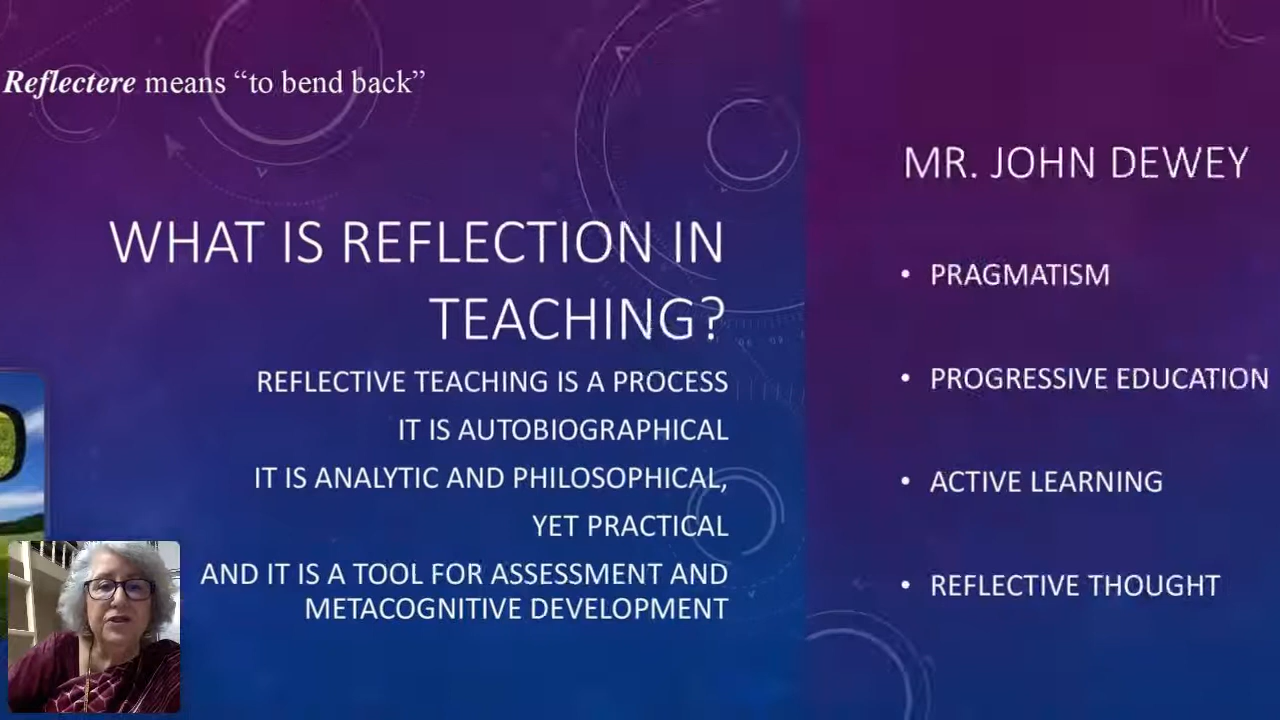 Reflectere means “to bend back”
WHAT IS REFLECTION IN
TEACHING?
REFLECTIVE TEACHING IS A PROCESS
IT IS AUTOBIOGRAPHICAL
IT IS ANALYTIC AND PHILOSOPHICAL,
YET PRACTICAL
AND IT IS A TOOL FOR ASSESSMENT AND
METACOGNITIVE DEVELOPMENT
MR. JOHN DEWEY
• PRAGMATISM
• PROGRESSIVE EDUCATION
• ACTIVE LEARNING
• REFLECTIVE THOUGHT